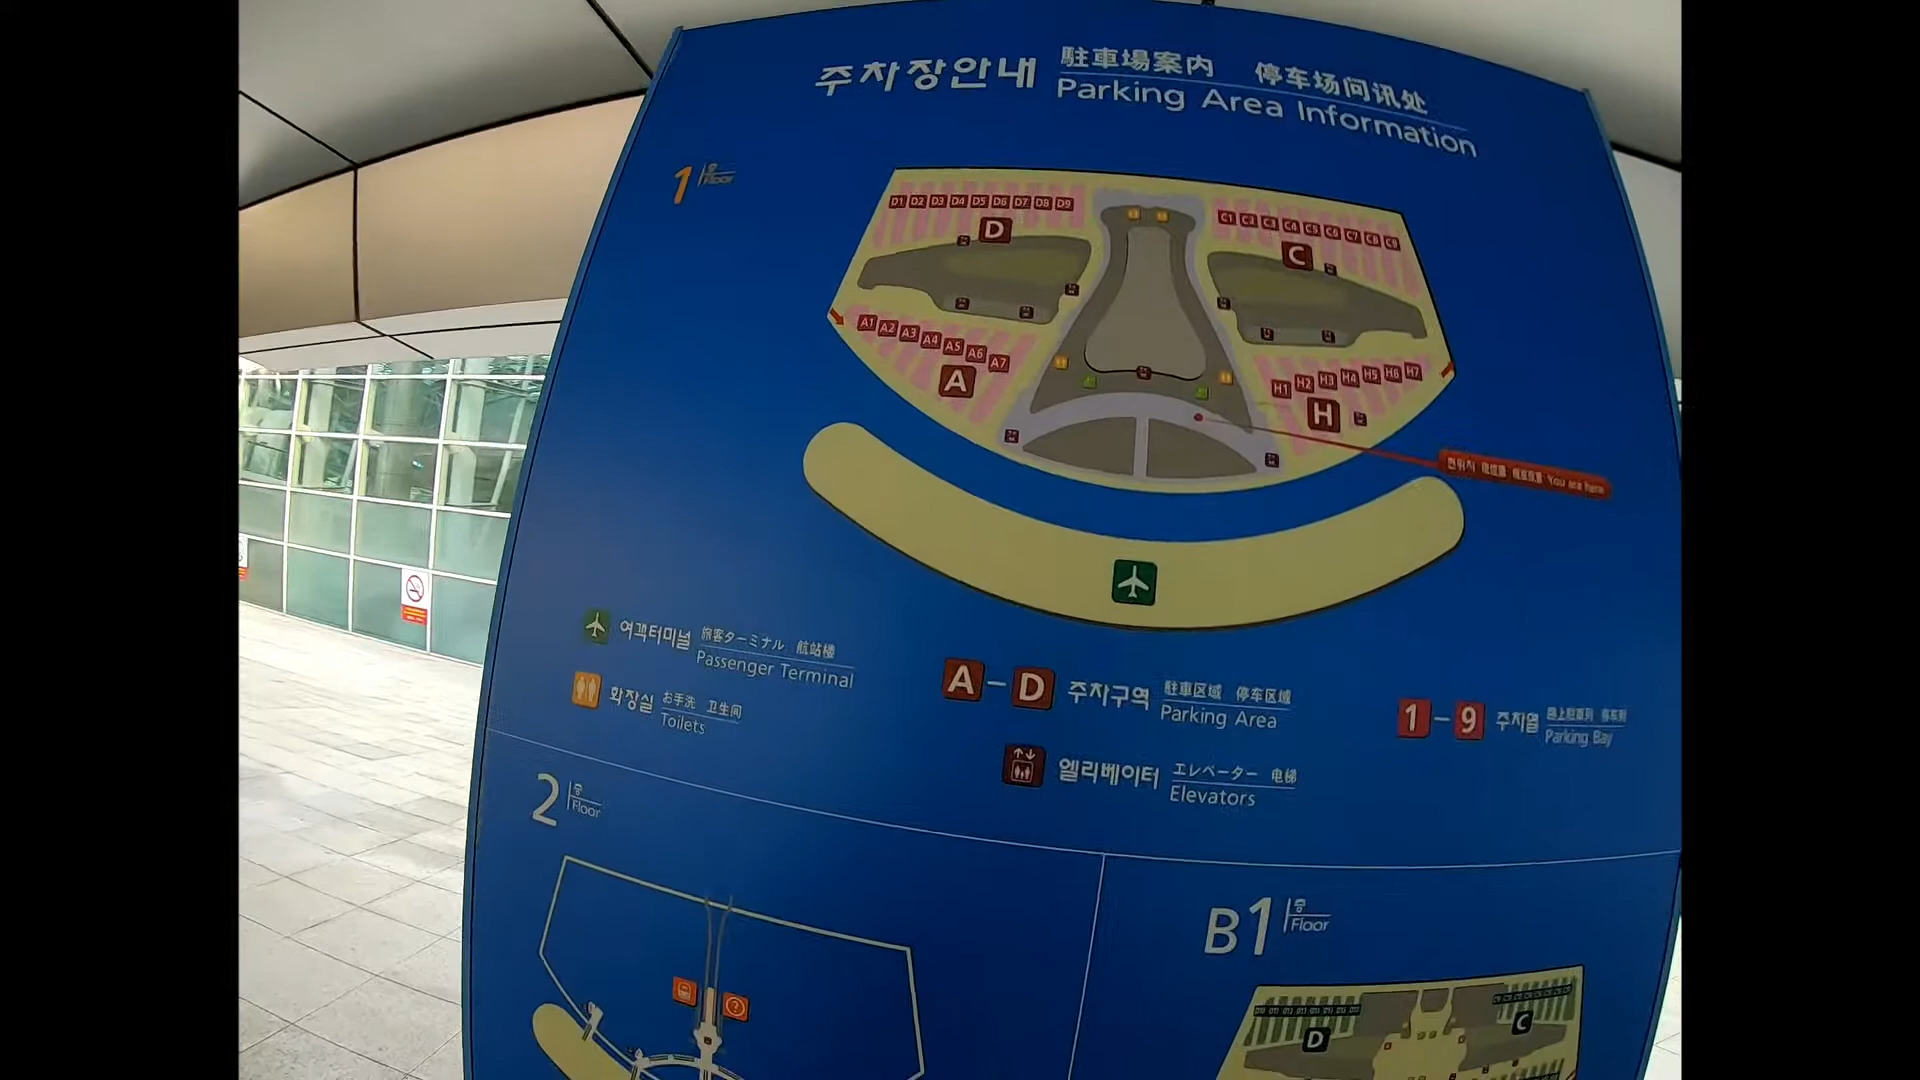 주차장안내 駐車場案内 停车场问讯处
Parking Area Information
1 층 Floor
D1 D2 D3 D4 D5 D6 D7 D8 D9
C1 C2 C3 C4 C5 C6 C7 C8 C9
D
C
A1 A2 A3 A4 A5 A6 A7
H1 H2 H3 H4 H5 H6 H7
A
H
현위치 You are here
여객터미널 旅客ターミナル 航站楼
Passenger Terminal
화장실 お手洗 卫生间
Toilets
A – D 주차구역 駐車区域 停车区域
Parking Area
1 – 9 주차열
Parking Bay
엘리베이터 エレベーター 电梯
Elevators
2 층 Floor
B1 층 Floor
D
C